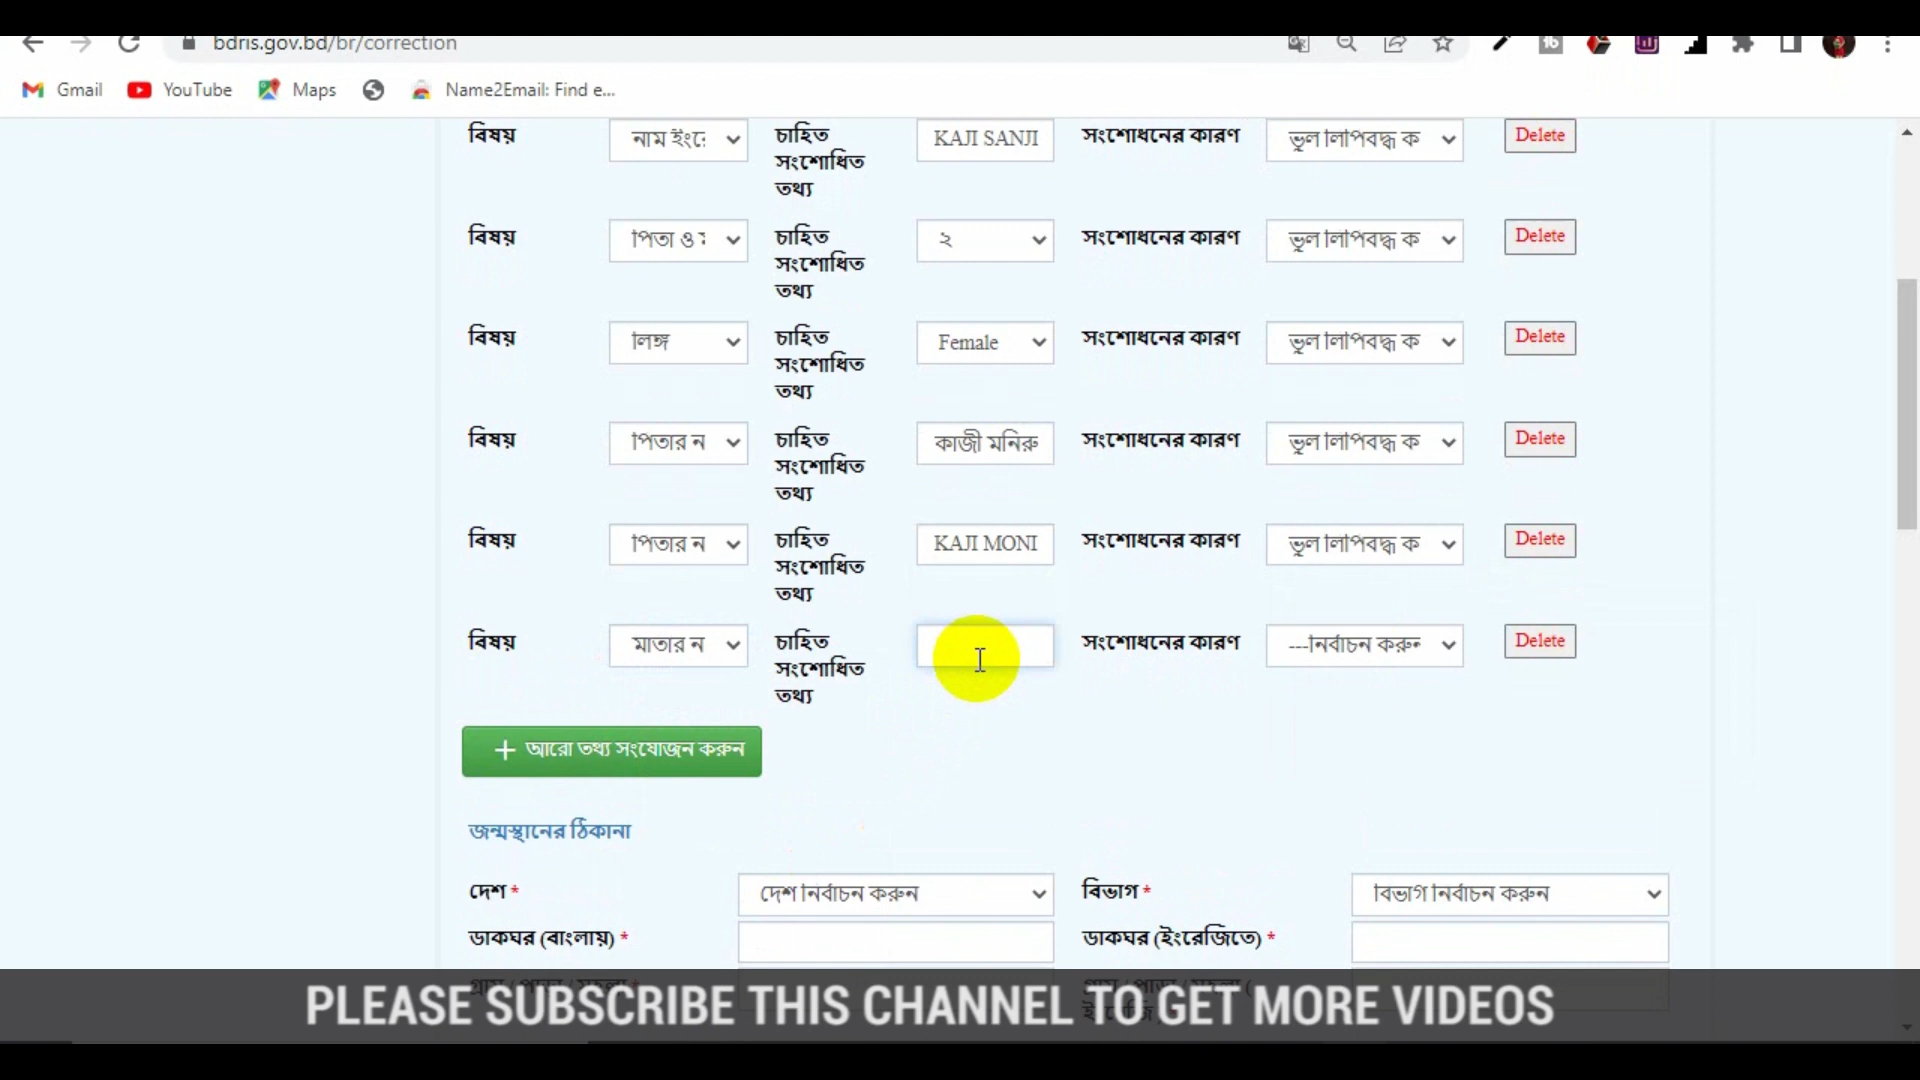 bdris.gov.bd/br/correction
Gmail YouTube Maps Name2Email: Find e...
বিষয় নাম ইংরে চাহিত সংশোধিত তথ্য KAJI SANJI সংশোধনের কারণ ভুল লিপিবদ্ধ ক Delete
বিষয় পিতা ও ম চাহিত সংশোধিত তথ্য ২ সংশোধনের কারণ ভুল লিপিবদ্ধ ক Delete
বিষয় লিঙ্গ চাহিত সংশোধিত তথ্য Female সংশোধনের কারণ ভুল লিপিবদ্ধ ক Delete
বিষয় পিতার ন চাহিত সংশোধিত তথ্য কাজী মনিরু সংশোধনের কারণ ভুল লিপিবদ্ধ ক Delete
বিষয় পিতার ন চাহিত সংশোধিত তথ্য KAJI MONI সংশোধনের কারণ ভুল লিপিবদ্ধ ক Delete
বিষয় মাতার ন চাহিত সংশোধিত তথ্য সংশোধনের কারণ ---নির্বাচন করুন Delete
+ আরো তথ্য সংযোজন করুন
জন্মস্থানের ঠিকানা
দেশ * দেশ নির্বাচন করুন বিভাগ * বিভাগ নির্বাচন করুন
ডাকঘর (বাংলায়) * ডাকঘর (ইংরেজিতে) *
PLEASE SUBSCRIBE THIS CHANNEL TO GET MORE VIDEOS